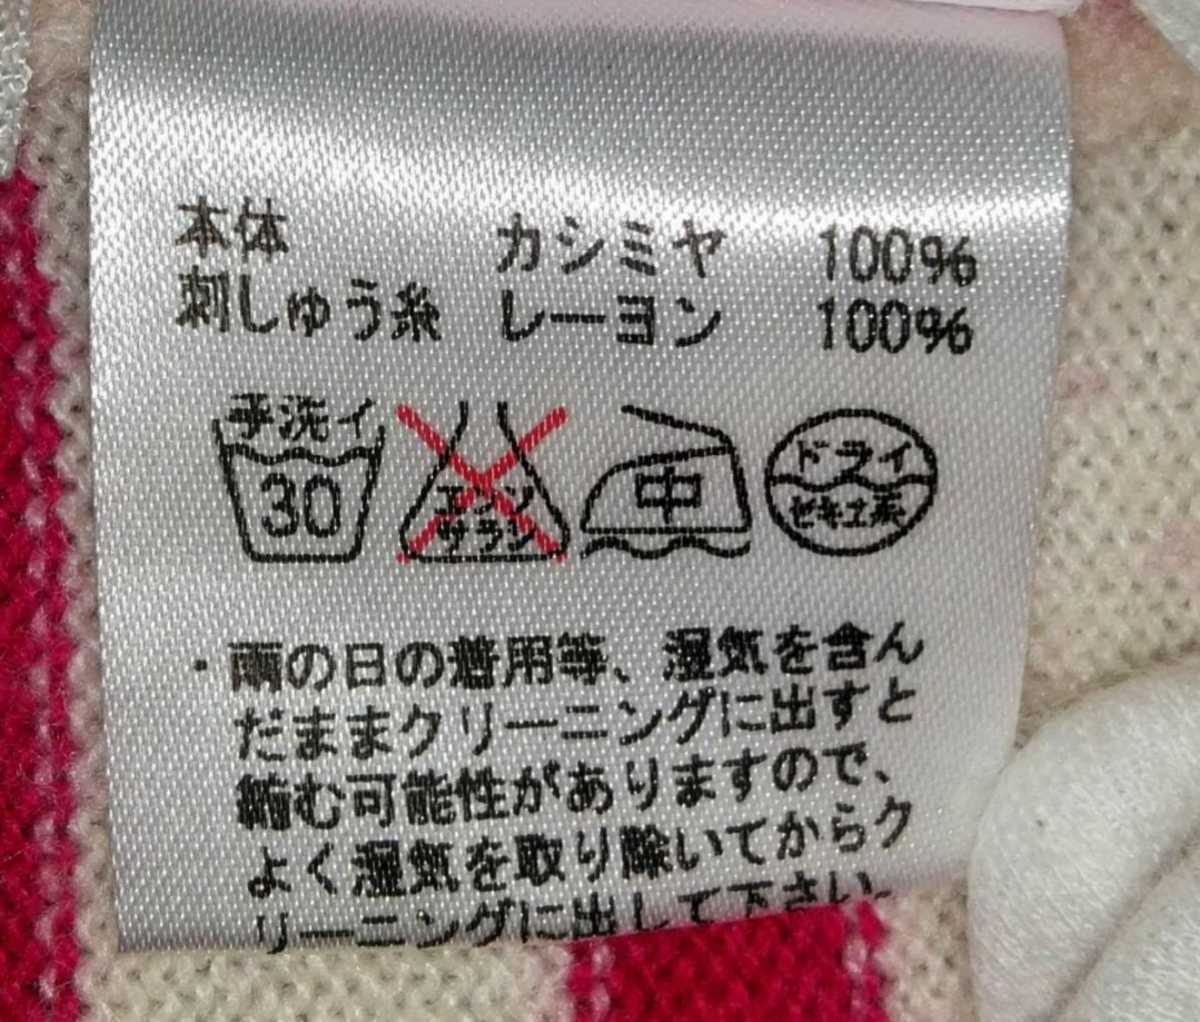 本体 カシミヤ 100%
刺しゅう糸 レーヨン 100%
手洗イ
30
エンソ
サラシ
中
ドライ
セキユ系
・雨の日の着用等、湿気を含ん
だままクリーニングに出すと
縮む可能性がありますので、
よく湿気を取り除いてからク
リーニングに出して下さい。